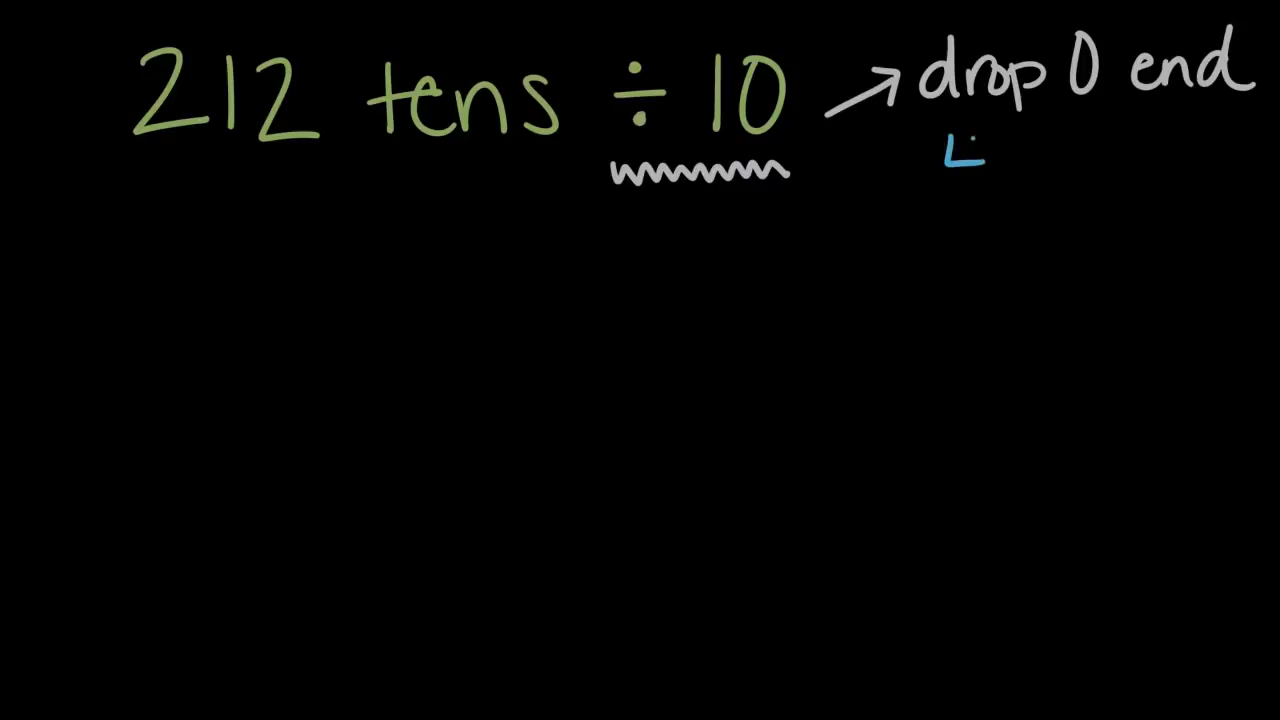 212 tens ÷ 10 → drop 0 end